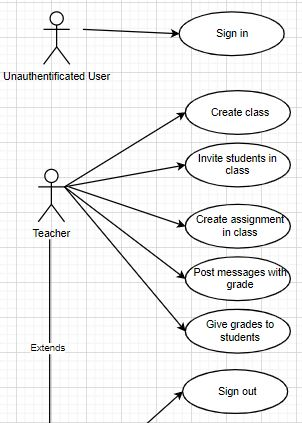 Sign in
Unauthentificated User
Create class
Invite students in
class
Teacher
Create assignment
in class
Post messages with
grade
Give grades to
students
Extends
Sign out